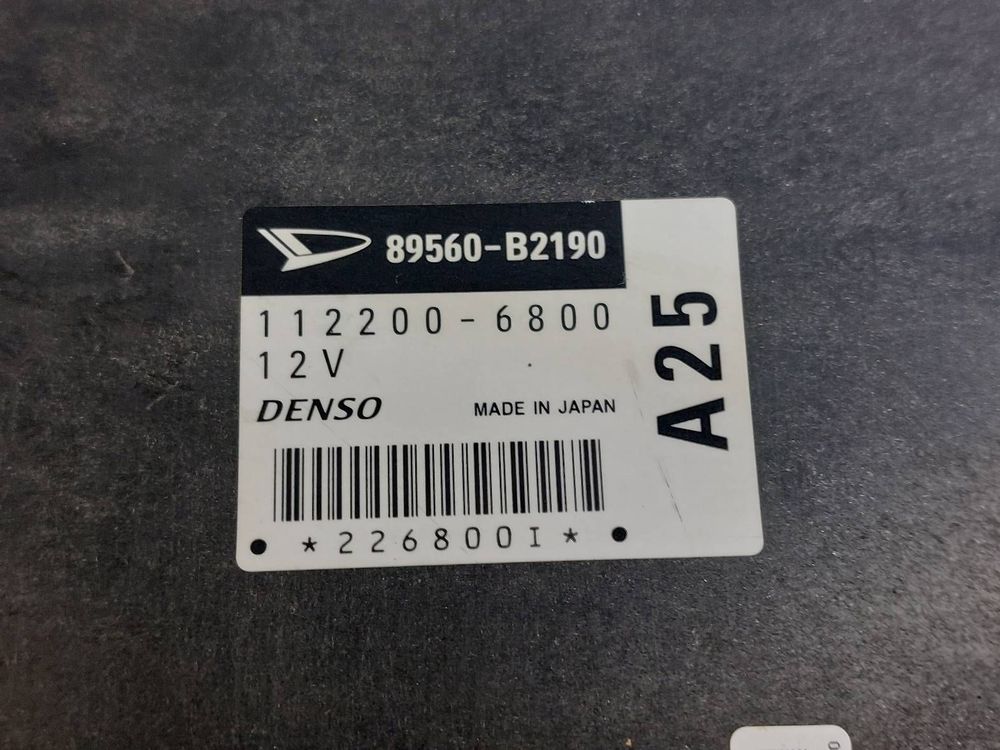 89560-B2190
112200-6800
12V
DENSO MADE IN JAPAN
*226800I*
A25